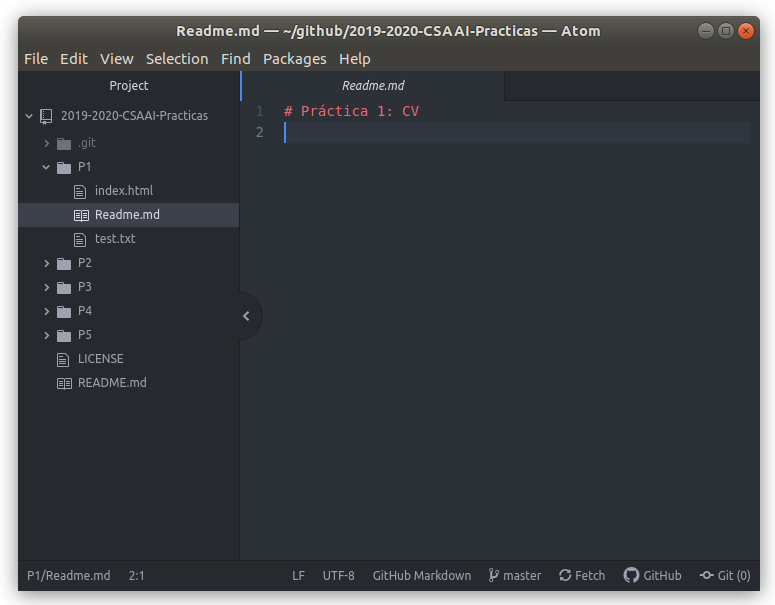 Readme.md — ~/github/2019-2020-CSAAI-Practicas — Atom
File Edit View Selection Find Packages Help
Project
Readme.md
2019-2020-CSAAI-Practicas
.git
P1
index.html
Readme.md
test.txt
P2
P3
P4
P5
LICENSE
README.md
1 # Práctica 1: CV
2
P1/Readme.md 2:1 LF UTF-8 GitHub Markdown master Fetch GitHub Git (0)